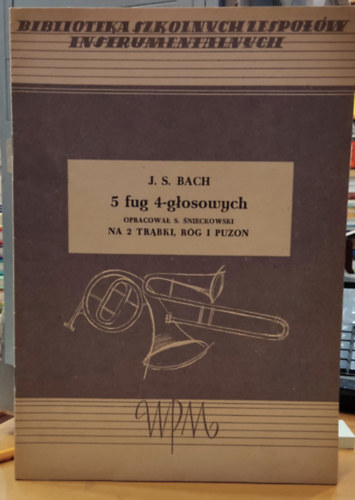 BIBLIOTEKA SZKOLNYCH ZESPOŁÓW
INSTRUMENTALNYCH
J. S. BACH
5 fug 4-głosowych
OPRACOWAŁ S. ŚNIECKOWSKI
NA 2 TRĄBKI, RÓG I PUZON
WPM